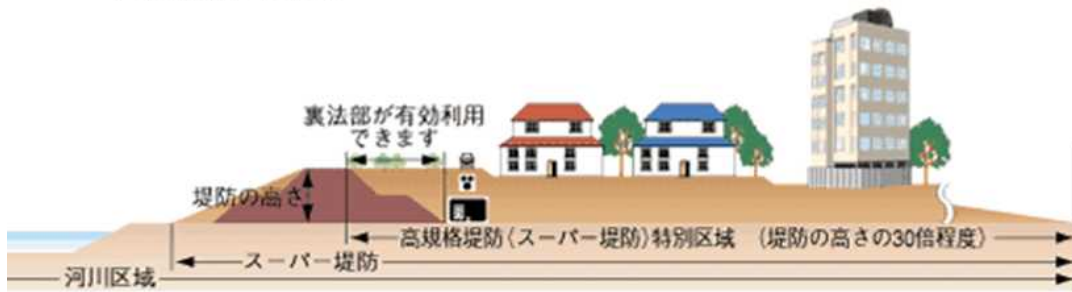 裏法部が有効利用
できます
堤防の高さ
高規格堤防(スーパー堤防)特別区域 (堤防の高さの30倍程度)
スーパー堤防
河川区域